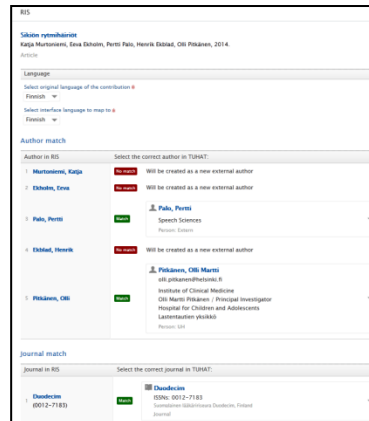 RIS
Sikiön rytmihäiriöt
Katja Murtoniemi, Eeva Ekholm, Pertti Palo, Henrik Ekblad, Olli Pitkänen, 2014.
Article
Language
Select original language of the contribution
Finnish
Select interface language to map to
Finnish
Author match
Author in RIS Select the correct author in TUHAT:
1 Murtoniemi, Katja No match Will be created as a new external author
2 Ekholm, Eeva No match Will be created as a new external author
Palo, Pertti
3 Palo, Pertti Match Speech Sciences
Person: Extern
4 Ekblad, Henrik No match Will be created as a new external author
Pitkänen, Olli Martti
olli.pitkanen@helsinki.fi
Institute of Clinical Medicine
5 Pitkänen, Olli Match Olli Martti Pitkänen / Principal Investigator
Hospital for Children and Adolescents
Lastentautien yksikkö
Person:
Journal match
Journal in RIS Select the correct journal in TUHAT:
Duodecim
1 Duodecim Match ISSNs: 0012-7183
(0012-7183) Suomalainen Lääkäriseura Duodecim, Finland
Journal